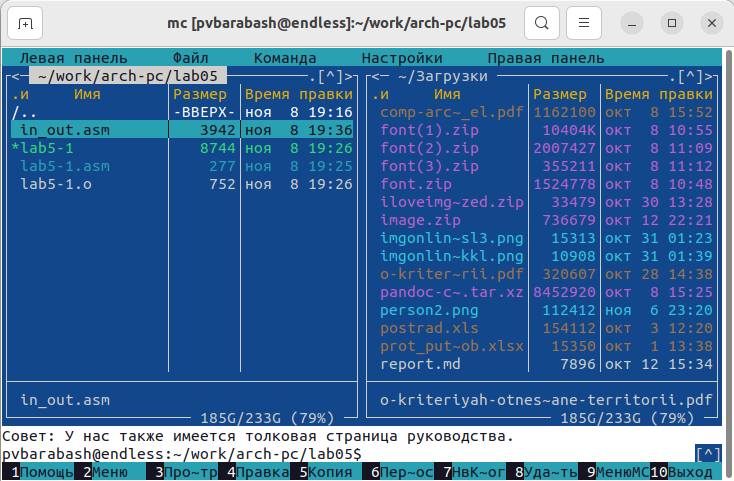 mc [pvbarabash@endless]:~/work/arch-pc/lab05
Левая панель Файл Команда Настройки Правая панель
<─ ~/work/arch-pc/lab05 .[^]> <─ ~/Загрузки .[^]>
.и Имя Размер Время правки .и Имя Размер Время правки
/.. -ВВЕРХ- ноя 8 19:16 comp-arc~_el.pdf 1162100 окт 8 15:52
in_out.asm 3942 ноя 8 19:36 font(1).zip 10404K окт 8 10:55
*lab5-1 8744 ноя 8 19:26 font(2).zip 2007427 окт 8 11:09
lab5-1.asm 277 ноя 8 19:25 font(3).zip 355211 окт 8 11:12
lab5-1.o 752 ноя 8 19:26 font.zip 1524778 окт 8 10:48
iloveimg~zed.zip 33479 окт 30 13:28
image.zip 736679 окт 12 22:21
imgonlin~sl3.png 15313 окт 31 01:23
imgonlin~kkl.png 10908 окт 31 01:39
o-kriter~rii.pdf 320607 окт 28 14:38
pandoc-c~.tar.xz 8452920 окт 8 15:25
person2.png 112412 ноя 6 23:20
postrad.xls 154112 окт 3 12:20
prot_put~ob.xlsx 15350 окт 1 13:38
report.md 7896 окт 12 15:34
in_out.asm o-kriteriyah-otnes~ane-territorii.pdf
185G/233G (79%) 185G/233G (79%)
Совет: У нас также имеется толковая страница руководства.
pvbarabash@endless:~/work/arch-pc/lab05$ [^]
1Помощь 2Меню 3Про~тр 4Правка 5Копия 6Пер~ос 7НвК~ог 8Уда~ть 9МенюMC 10Выход